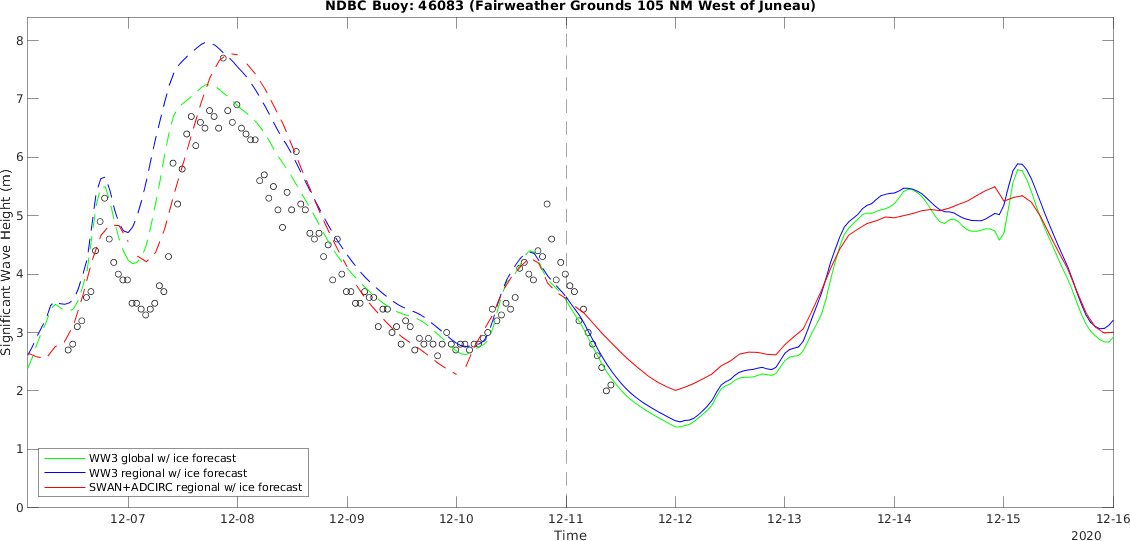 NDBC Buoy: 46083 (Fairweather Grounds 105 NM West of Juneau)
Significant Wave Height (m)
8
7
6
5
4
3
2
1
0
WW3 global w/ ice forecast
WW3 regional w/ ice forecast
SWAN+ADCIRC regional w/ ice forecast
12-07 12-08 12-09 12-10 12-11 12-12 12-13 12-14 12-15 12-16
Time
2020